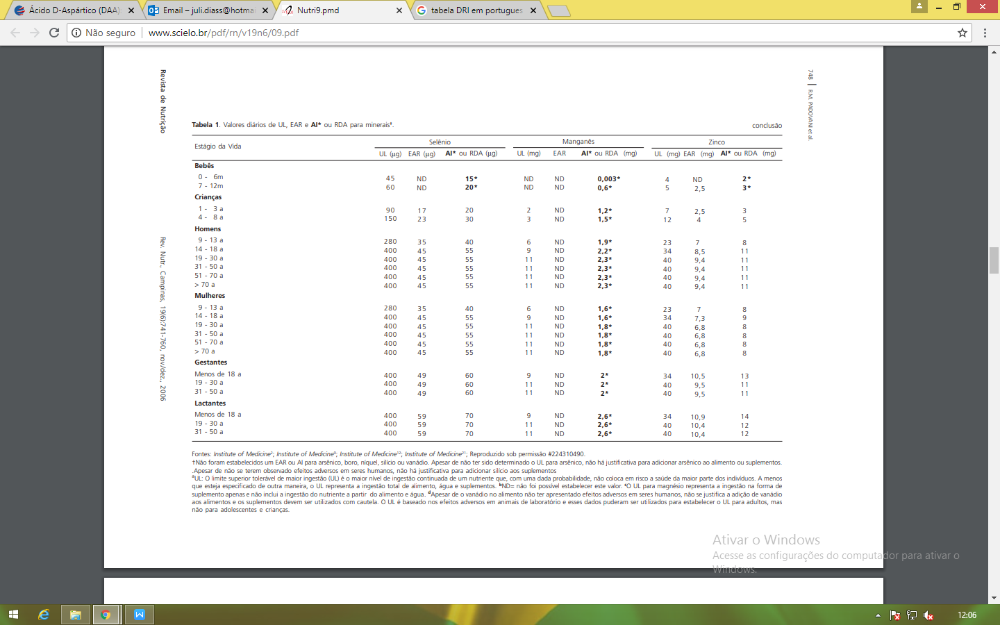 Ácido D-Aspártico (DAA)
Email – juli.diass@hotma
Nutri9.pmd
tabela DRI em portugues
Não seguro
www.scielo.br/pdf/rn/v19n6/09.pdf
Revista de Nutrição
Rev. Nutr., Campinas, 19(6):741-760, nov/dez., 2006
748 | R.M. PADOVANI et al.
Tabela 1. Valores diários de UL, EAR e AI* ou RDA para minerais†.
conclusão
Estágio da Vida Selênio Manganês Zinco
UL (µg) EAR (µg) AI* ou RDA (µg) UL (mg) EAR AI* ou RDA (mg) UL (mg) EAR (mg) AI* ou RDA (mg)
Bebês
0 - 6m 45 ND 15* ND ND 0,003* 4 ND 2*
7 - 12m 60 ND 20* ND ND 0,6* 5 2,5 3*
Crianças
1 - 3 a 90 17 20 2 ND 1,2* 7 2,5 3
4 - 8 a 150 23 30 3 ND 1,5* 12 4 5
Homens
9 - 13 a 280 35 40 6 ND 1,9* 23 7 8
14 - 18 a 400 45 55 9 ND 2,2* 34 8,5 11
19 - 30 a 400 45 55 11 ND 2,3* 40 9,4 11
31 - 50 a 400 45 55 11 ND 2,3* 40 9,4 11
51 - 70 a 400 45 55 11 ND 2,3* 40 9,4 11
> 70 a 400 45 55 11 ND 2,3* 40 9,4 11
Mulheres
9 - 13 a 280 35 40 6 ND 1,6* 23 7 8
14 - 18 a 400 45 55 9 ND 1,6* 34 7,3 9
19 - 30 a 400 45 55 11 ND 1,8* 40 6,8 8
31 - 50 a 400 45 55 11 ND 1,8* 40 6,8 8
51 - 70 a 400 45 55 11 ND 1,8* 40 6,8 8
> 70 a 400 45 55 11 ND 1,8* 40 6,8 8
Gestantes
Menos de 18 a 400 49 60 9 ND 2* 34 10,5 13
19 - 30 a 400 49 60 11 ND 2* 40 9,5 11
31 - 50 a 400 49 60 11 ND 2* 40 9,5 11
Lactantes
Menos de 18 a 400 59 70 9 ND 2,6* 34 10,9 14
19 - 30 a 400 59 70 11 ND 2,6* 40 10,4 12
31 - 50 a 400 59 70 11 ND 2,6* 40 10,4 12
Fontes: Institute of Medicine²; Institute of Medicine⁹; Institute of Medicine¹²; Institute of Medicine²¹; Reproduzido sob permissão #224310490.
†Não foram estabelecidos um EAR ou AI para arsênico, boro, níquel, silício ou vanádio. Apesar de não ter sido determinado o UL para arsênico, não há justificativa para adicionar arsênico ao alimento ou suplementos.
.Apesar de não se terem observado efeitos adversos em seres humanos, não há justificativa para adicionar silício aos suplementos
ᵃUL: O limite superior tolerável de maior ingestão (UL) é o maior nível de ingestão continuada de um nutriente que, com uma dada probabilidade, não coloca em risco a saúde da maior parte dos indivíduos. A menos
que esteja especificado de outra maneira, o UL representa a ingestão total de alimento, água e suplementos. ᵇND= não foi possível estabelecer este valor. ᶜO UL para magnésio representa a ingestão na forma de
suplemento apenas e não inclui a ingestão do nutriente a partir do alimento e água. ᵈApesar de o vanádio no alimento não ter apresentado efeitos adversos em seres humanos, não se justifica a adição de vanádio
aos alimentos e os suplementos devem ser utilizados com cautela. O UL é baseado nos efeitos adversos em animais de laboratório e esses dados puderam ser utilizados para estabelecer o UL para adultos, mas
não para adolescentes e crianças.
Ativar o Windows
Acesse as configurações do computador para ativar o
Windows.
12:06